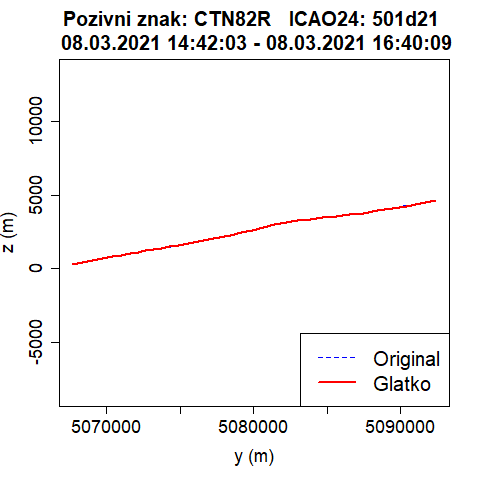 Pozivni znak: CTN82R   ICAO24: 501d21
08.03.2021 14:42:03 - 08.03.2021 16:40:09
10000
5000
0
-5000
z (m)
Original
Glatko
5070000 5080000 5090000
y (m)